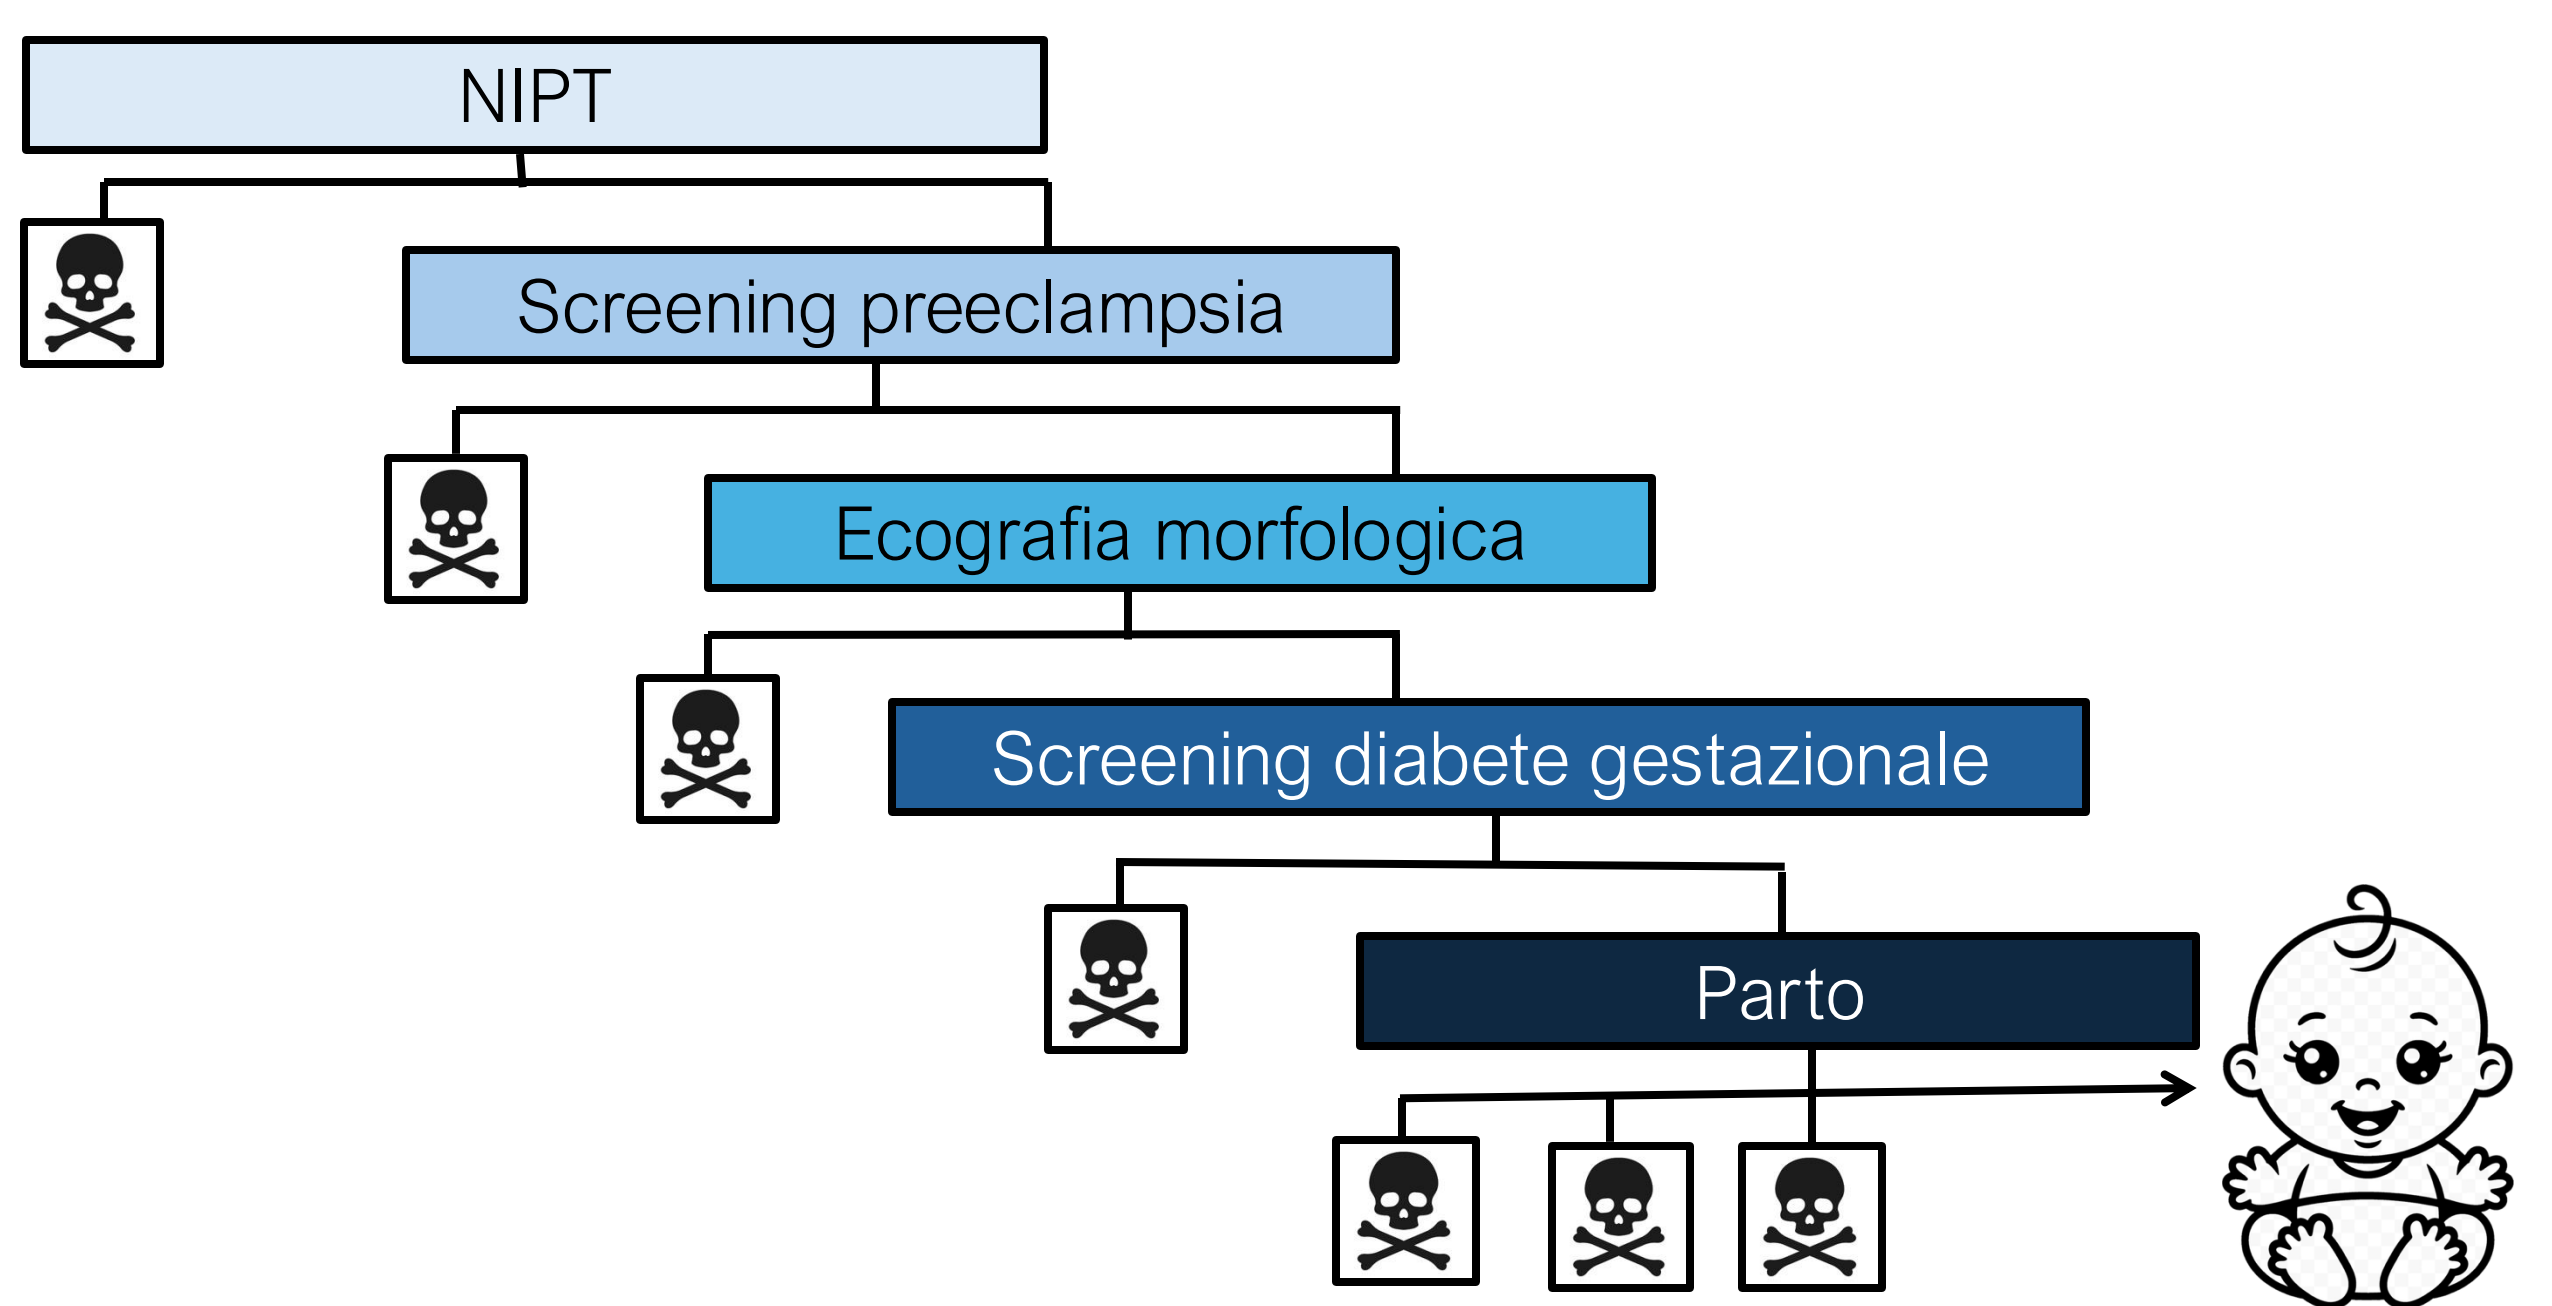 NIPT
Screening preeclampsia
Ecografia morfologica
Screening diabete gestazionale
Parto